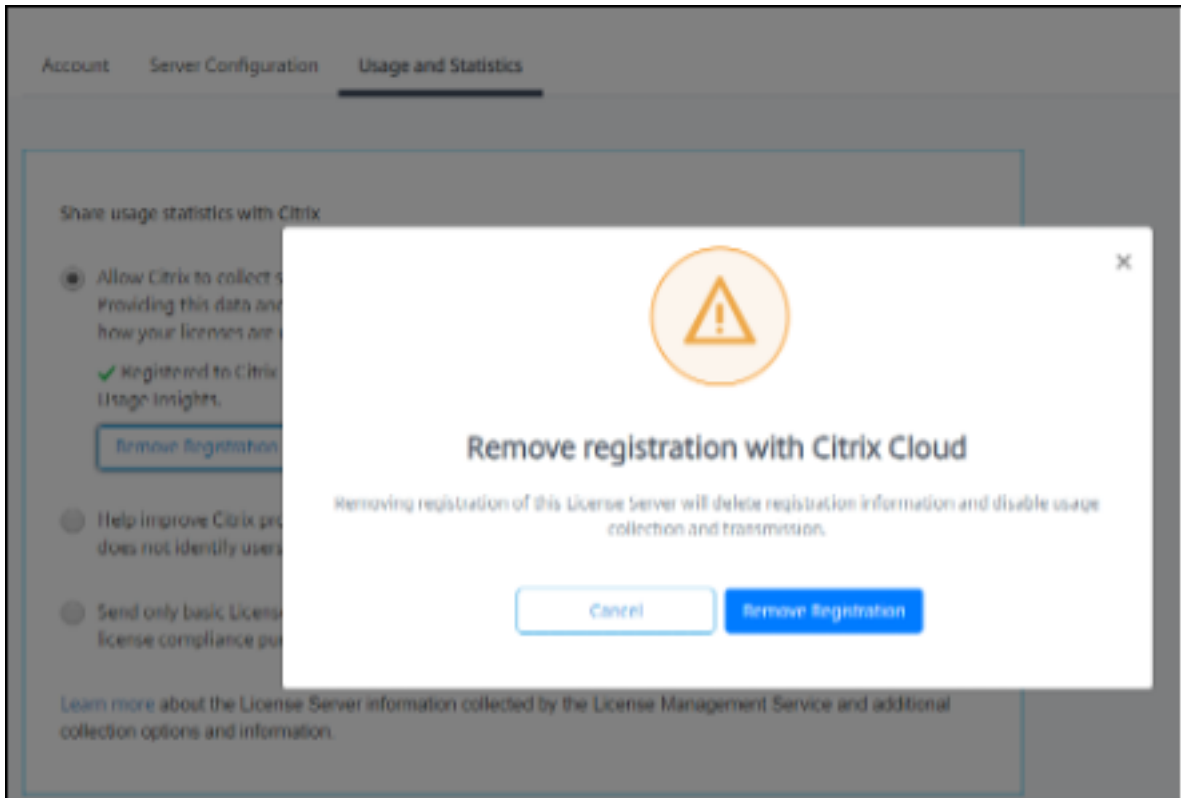 Account Server Configuration Usage and Statistics
Share usage statistics with Citrix
Allow Citrix to collect s
Providing this data and
how your licenses are
Registered to Citrix
Usage Insights.
Remove Registration
Help improve Citrix pro
does not identify users
Send only basic License
license compliance pur
Learn more about the License Server information collected by the License Management Service and additional
collection options and information.
Remove registration with Citrix Cloud
Removing registration of this License Server will delete registration information and disable usage
collection and transmission.
Cancel Remove Registration